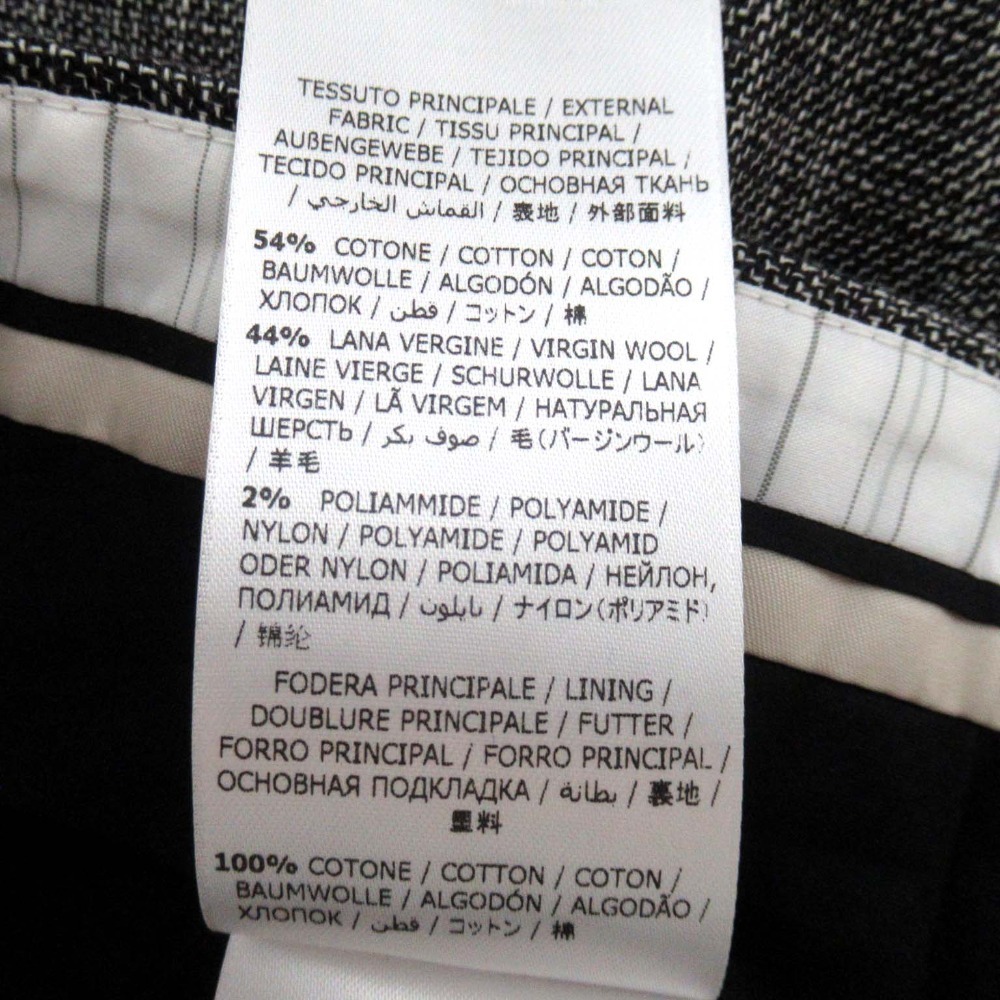 TESSUTO PRINCIPALE / EXTERNAL
FABRIC / TISSU PRINCIPAL /
AUßENGEWEBE / TEJIDO PRINCIPAL /
TECIDO PRINCIPAL / ОСНОВНАЯ ТКАНЬ
/ القماش الخارجي / 表地 / 外部面料
54% COTONE / COTTON / COTON /
BAUMWOLLE / ALGODÓN / ALGODÃO /
ХЛОПОК / قطن / コットン / 棉
44% LANA VERGINE / VIRGIN WOOL /
LAINE VIERGE / SCHURWOLLE / LANA
VIRGEN / LÃ VIRGEM / НАТУРАЛЬНАЯ
ШЕРСТЬ / صوف بكر / 毛(バージンウール)
/ 羊毛
2% POLIAMMIDE / POLYAMIDE /
NYLON / POLYAMIDE / POLYAMID
ODER NYLON / POLIAMIDA / НЕЙЛОН,
ПОЛИАМИД / نايلون / ナイロン(ポリアミド)
/ 锦纶
FODERA PRINCIPALE / LINING /
DOUBLURE PRINCIPALE / FUTTER /
FORRO PRINCIPAL / FORRO PRINCIPAL /
ОСНОВНАЯ ПОДКЛАДКА / بطانة / 裏地 /
里料
100% COTONE / COTTON / COTON /
BAUMWOLLE / ALGODÓN / ALGODÃO /
ХЛОПОК / قطن / コットン / 棉